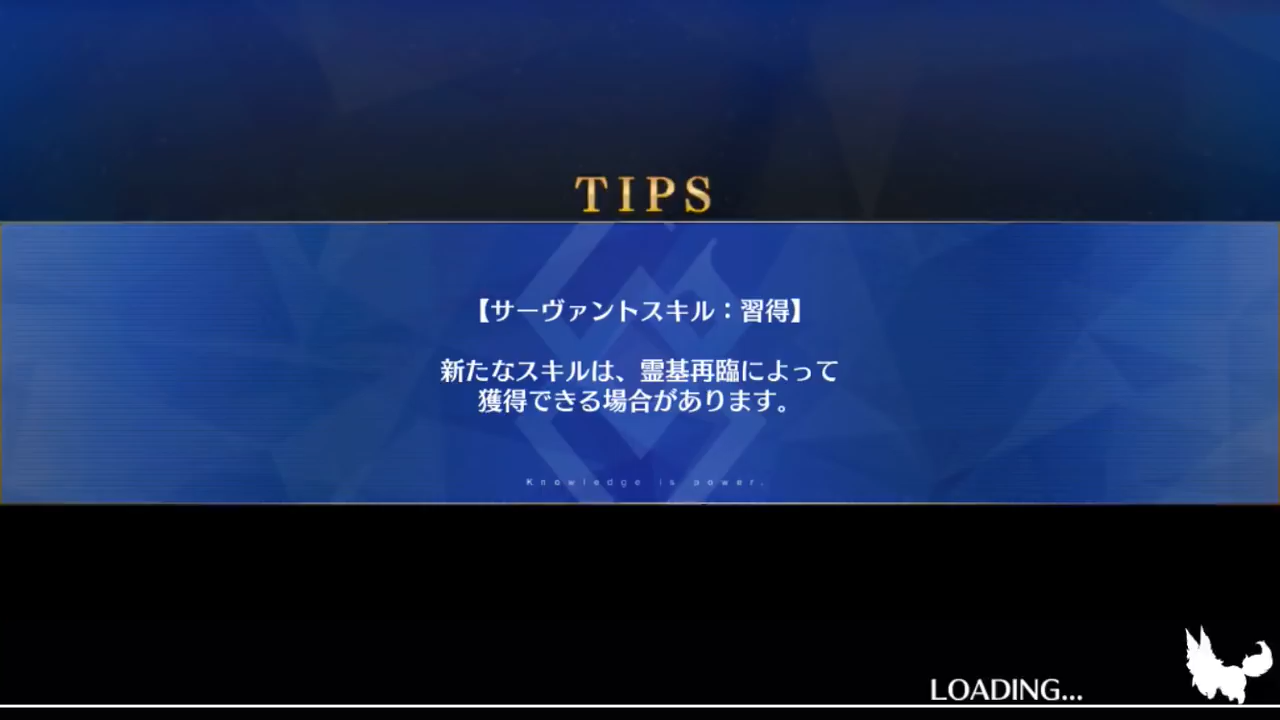 TIPS
【サーヴァントスキル：習得】
新たなスキルは、霊基再臨によって
獲得できる場合があります。
Knowledge is power.
LOADING...